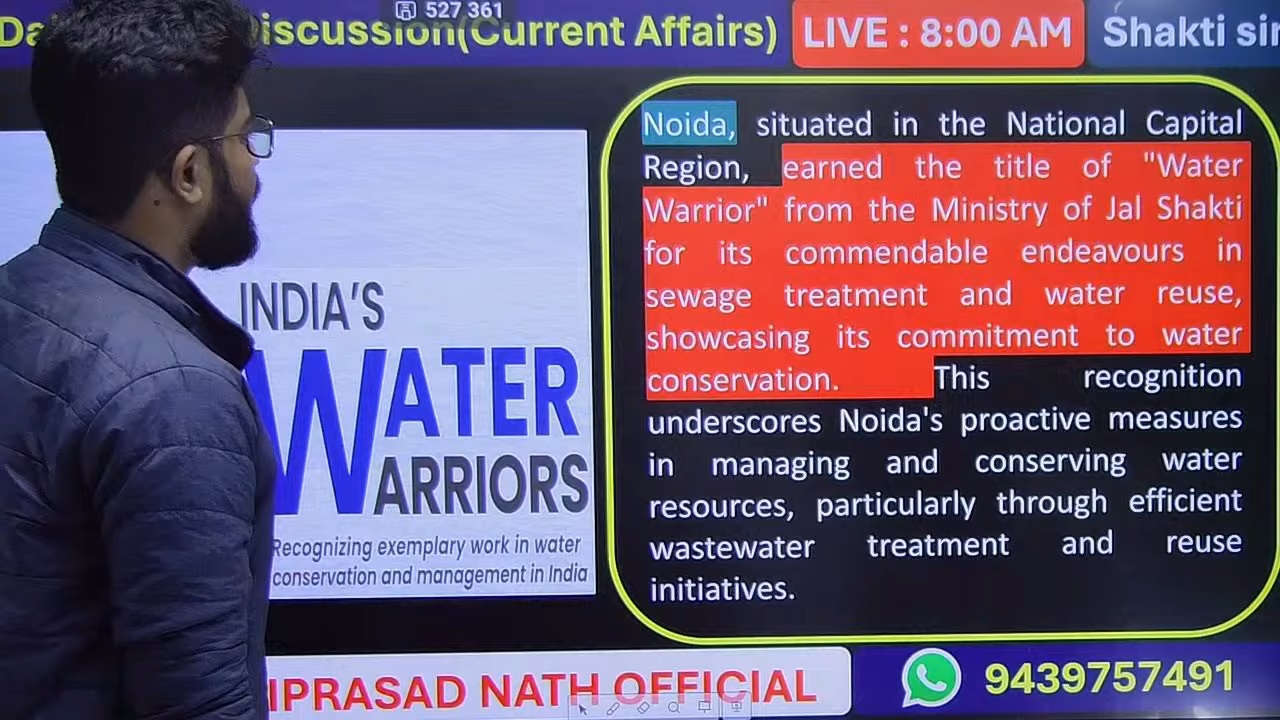 527 361
Da iscussion(Current Affairs)
LIVE : 8:00 AM
Shakti sin
Noida, situated in the National Capital
Region, earned the title of "Water
Warrior" from the Ministry of Jal Shakti
for its commendable endeavours in
sewage treatment and water reuse,
showcasing its commitment to water
conservation. This recognition
underscores Noida's proactive measures
in managing and conserving water
resources, particularly through efficient
wastewater treatment and reuse
initiatives.
INDIA'S
WATER
WARRIORS
Recognizing exemplary work in water
conservation and management in India
IPRASAD NATH OFFICIAL
9439757491